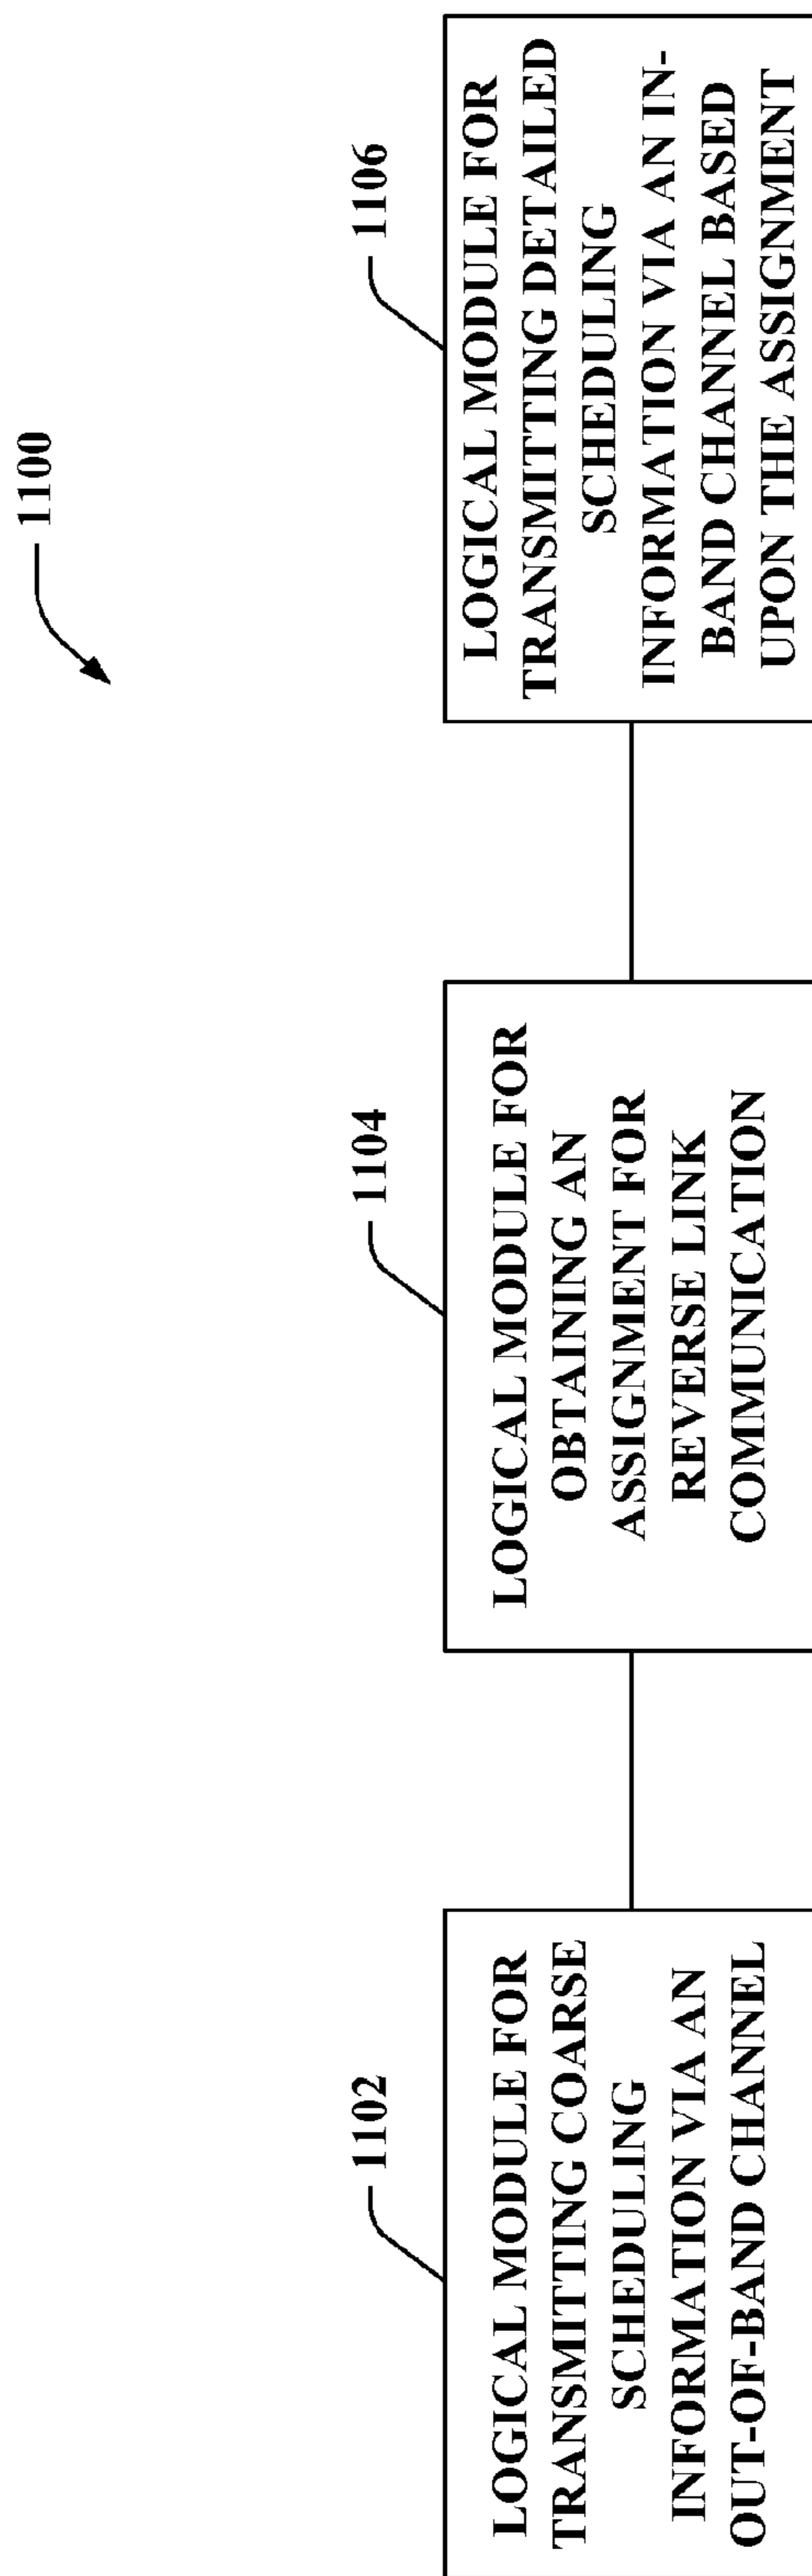 1100
1102
LOGICAL MODULE FOR
TRANSMITTING COARSE
SCHEDULING
INFORMATION VIA AN
OUT-OF-BAND CHANNEL
1104
LOGICAL MODULE FOR
OBTAINING AN
ASSIGNMENT FOR
REVERSE LINK
COMMUNICATION
1106
LOGICAL MODULE FOR
TRANSMITTING DETAILED
SCHEDULING
INFORMATION VIA AN IN-
BAND CHANNEL BASED
UPON THE ASSIGNMENT